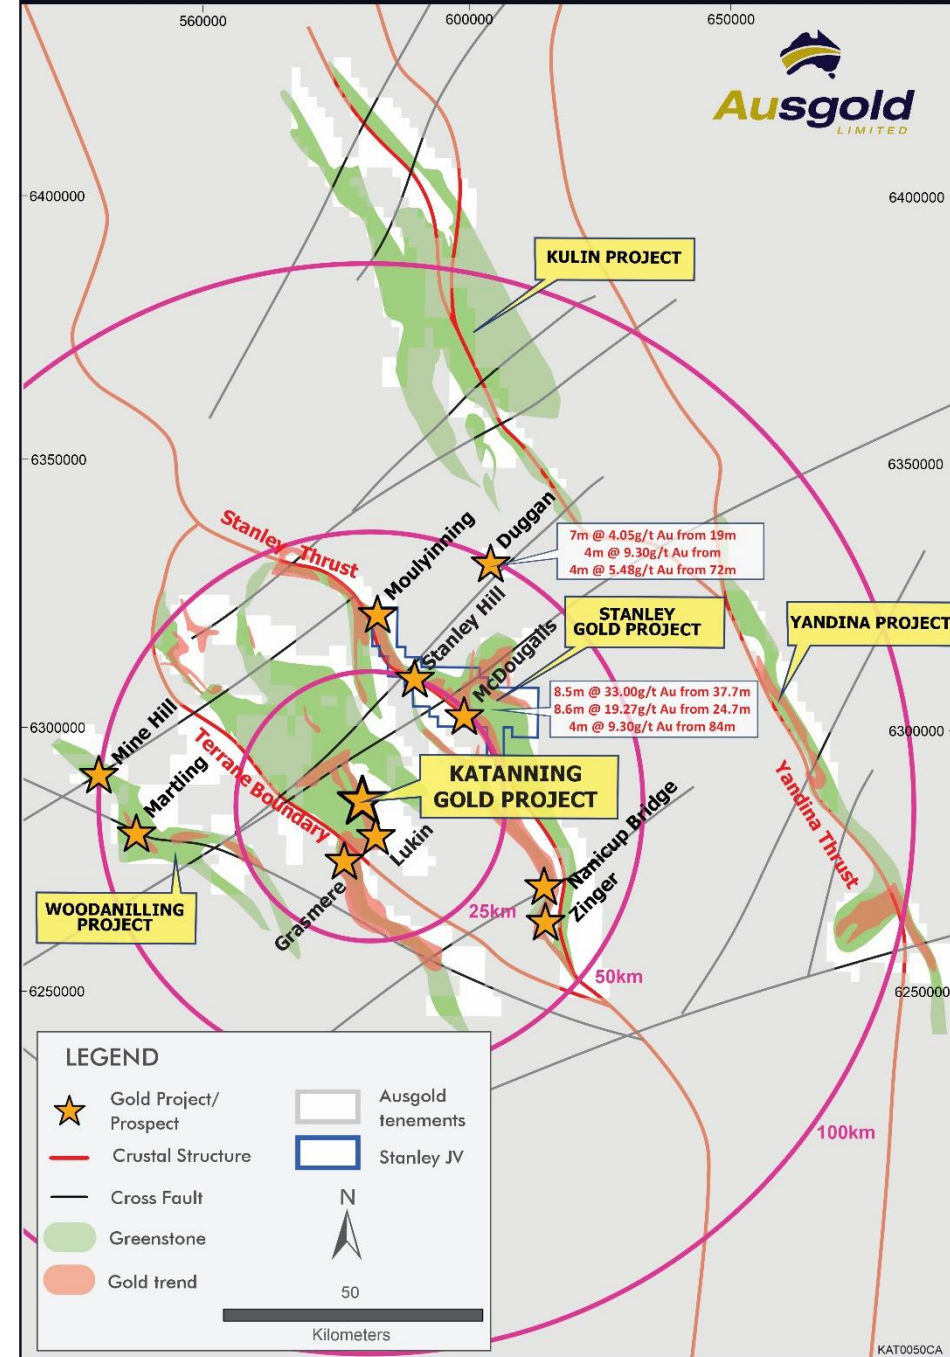 560000
600000
650000
Ausgold
LIMITED
6400000
6400000
KULIN PROJECT
6350000
6350000
Duggan
Moulyinning
Stanley Thrust
7m @ 4.05g/t Au from 19m
4m @ 9.30g/t Au from
4m @ 5.48g/t Au from 72m
Stanley Hill
STANLEY
GOLD PROJECT
YANDINA PROJECT
McDougalls
8.5m @ 33.00g/t Au from 37.7m
8.6m @ 19.27g/t Au from 24.7m
4m @ 9.30g/t Au from 84m
6300000
6300000
Mine Hill
Martling
Terrane Boundary
KATANNING
GOLD PROJECT
Yandina Thrust
Lukin
Nanicup Bridge
Zinger
Grasmere
WOODANILLING
PROJECT
25km
50km
6250000
6250000
100km
LEGEND
Gold Project/
Prospect
Ausgold
tenements
Crustal Structure
Stanley JV
Cross Fault
N
Greenstone
Gold trend
50
Kilometers
KAT0050CA